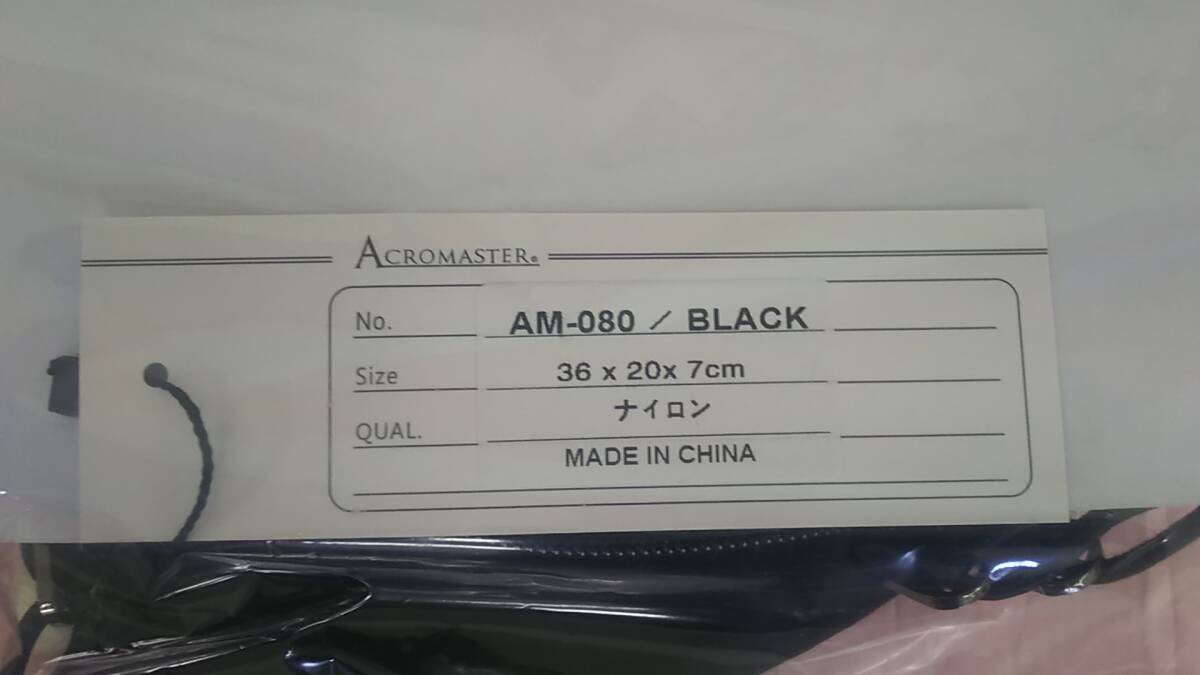 ACROMASTER®
No. AM-080 / BLACK
Size 36 x 20x 7cm
QUAL. ナイロン
MADE IN CHINA